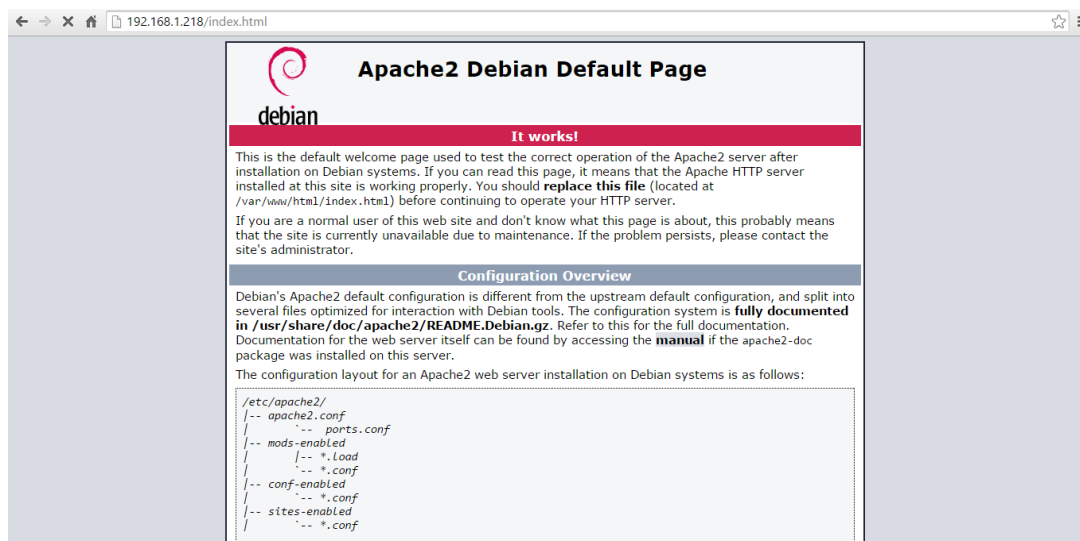 192.168.1.218/index.html
Apache2 Debian Default Page
debian
It works!
This is the default welcome page used to test the correct operation of the Apache2 server after
installation on Debian systems. If you can read this page, it means that the Apache HTTP server
installed at this site is working properly. You should replace this file (located at
/var/www/html/index.html) before continuing to operate your HTTP server.
If you are a normal user of this web site and don't know what this page is about, this probably means
that the site is currently unavailable due to maintenance. If the problem persists, please contact the
site's administrator.
Configuration Overview
Debian's Apache2 default configuration is different from the upstream default configuration, and split into
several files optimized for interaction with Debian tools. The configuration system is fully documented
in /usr/share/doc/apache2/README.Debian.gz. Refer to this for the full documentation.
Documentation for the web server itself can be found by accessing the manual if the apache2-doc
package was installed on this server.
The configuration layout for an Apache2 web server installation on Debian systems is as follows:
/etc/apache2/
|-- apache2.conf
|       `--  ports.conf
|-- mods-enabled
|       |-- *.load
|       `-- *.conf
|-- conf-enabled
|       `-- *.conf
|-- sites-enabled
|       `-- *.conf